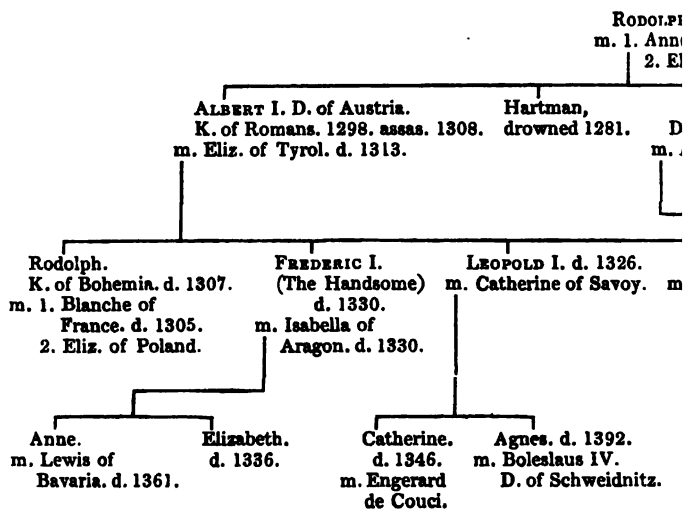 RODOLPH
m. 1. Anne
2. El
ALBERT I. D. of Austria.
K. of Romans. 1298. assas. 1308.
m. Eliz. of Tyrol. d. 1313.
Hartman,
drowned 1281.
D
m. A
Rodolph.
K. of Bohemia. d. 1307.
m. 1. Blanche of
France. d. 1305.
2. Eliz. of Poland.
FREDERIC I.
(The Handsome)
d. 1330.
m. Isabella of
Aragon. d. 1330.
LEOPOLD I. d. 1326.
m. Catherine of Savoy.
m
Anne.
m. Lewis of
Bavaria. d. 1361.
Elizabeth.
d. 1336.
Catherine.
d. 1346.
m. Engerard
de Couci.
Agnes. d. 1392.
m. Boleslaus IV.
D. of Schweidnitz.